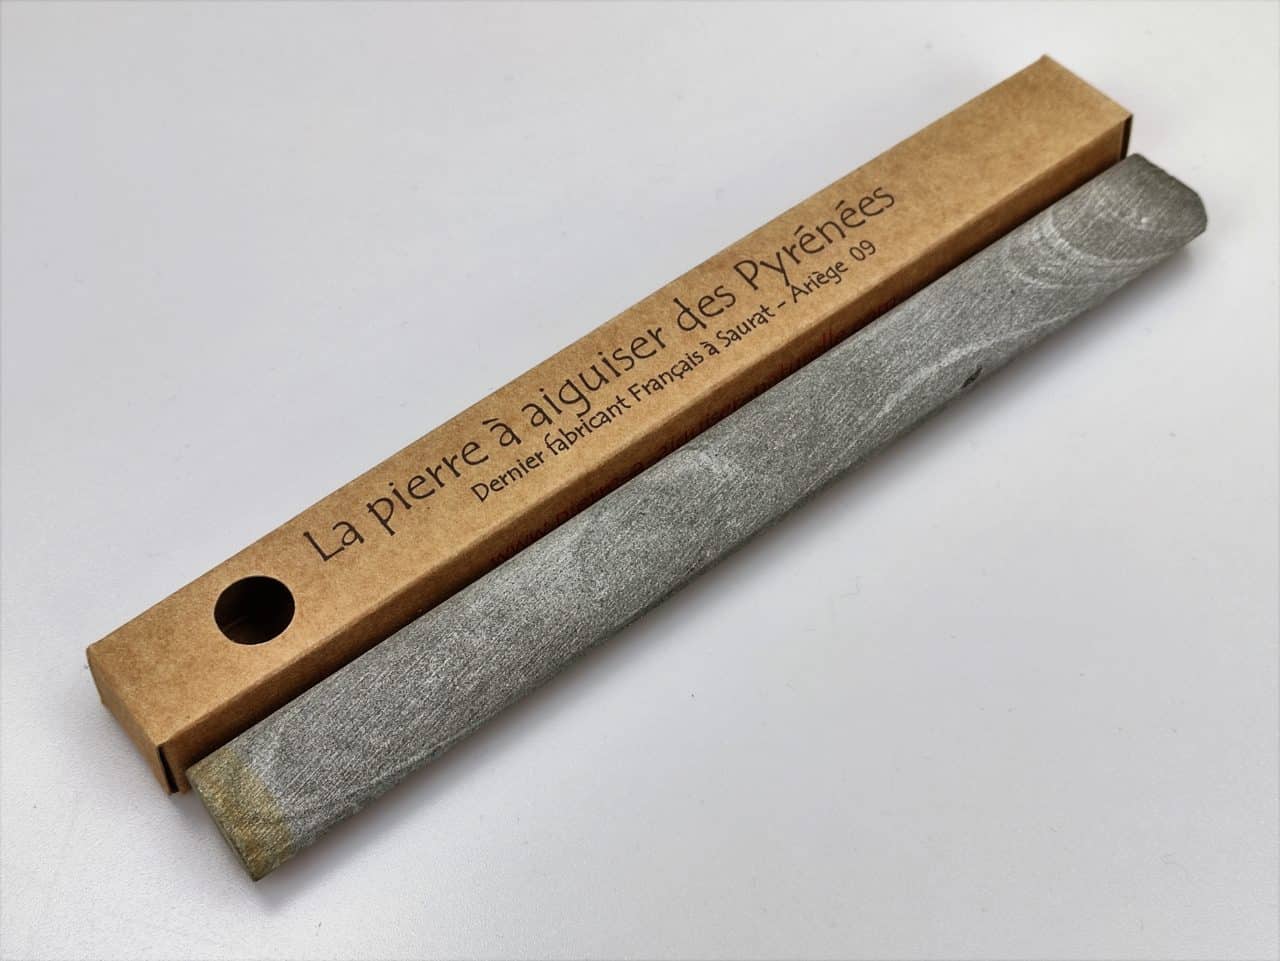 La pierre à aiguiser des Pyrénées
Dernier fabricant Français à Saurat - Ariège 09